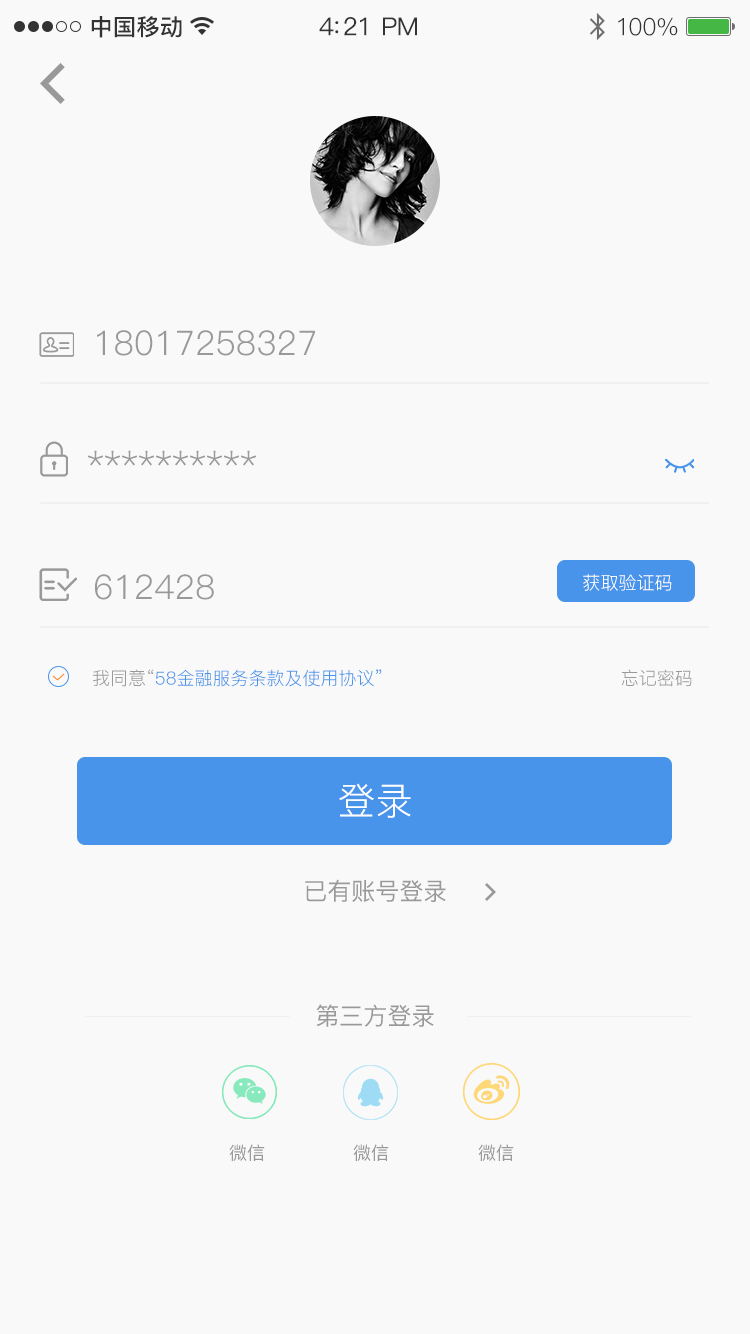 中国移动 4:21 PM 100%
18017258327
**********
612428 获取验证码
我同意“58金融服务条款及使用协议” 忘记密码
登录
已有账号登录
第三方登录
微信 微信 微信